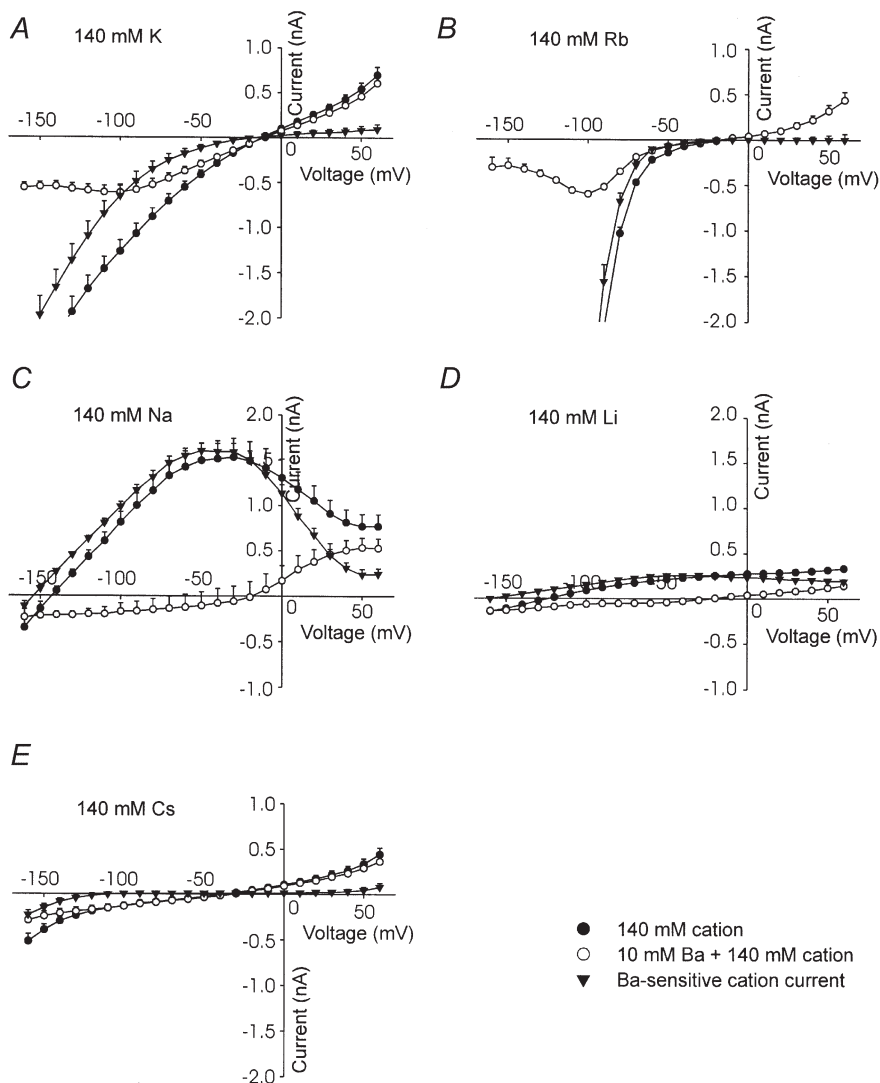 A
140 mM K
Current (nA)
1.0
0.5
-150
-100
-50
0
50
Voltage (mV)
-0.5
-1.0
-1.5
-2.0
B
140 mM Rb
Current (nA)
1.0
0.5
-150
-100
-50
0
50
Voltage (mV)
-0.5
-1.0
-1.5
-2.0
C
140 mM Na
Current (nA)
2.0
1.5
1.0
0.5
-150
-100
-50
0
50
Voltage (mV)
-0.5
-1.0
D
140 mM Li
Current (nA)
2.0
1.5
1.0
0.5
-150
-100
-50
0
50
Voltage (mV)
-0.5
-1.0
E
140 mM Cs
1.0
0.5
-150
-100
-50
0
50
Voltage (mV)
-0.5
-1.0
-1.5
-2.0
Current (nA)
140 mM cation
10 mM Ba + 140 mM cation
Ba-sensitive cation current